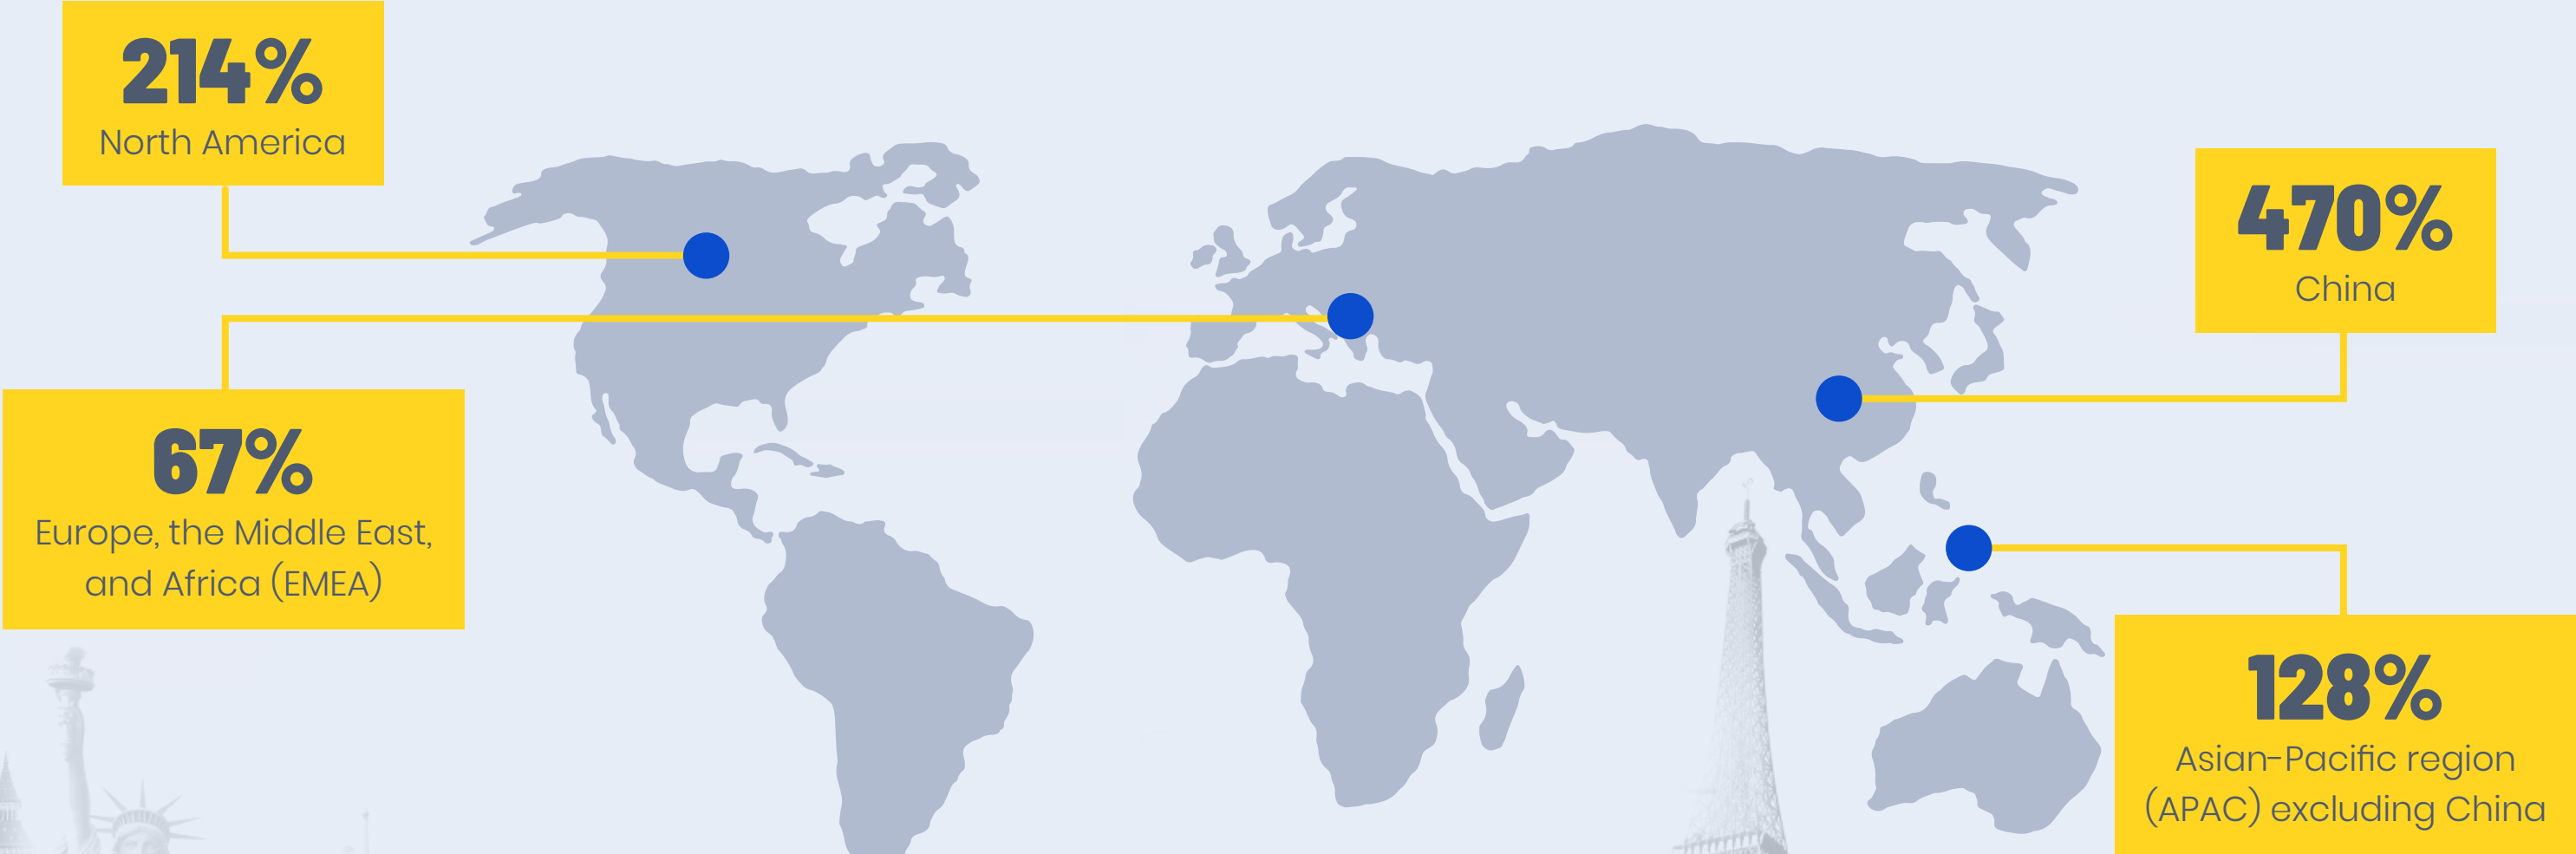 214%
North America
470%
China
67%
Europe, the Middle East,
and Africa (EMEA)
128%
Asian-Pacific region
(APAC) excluding China